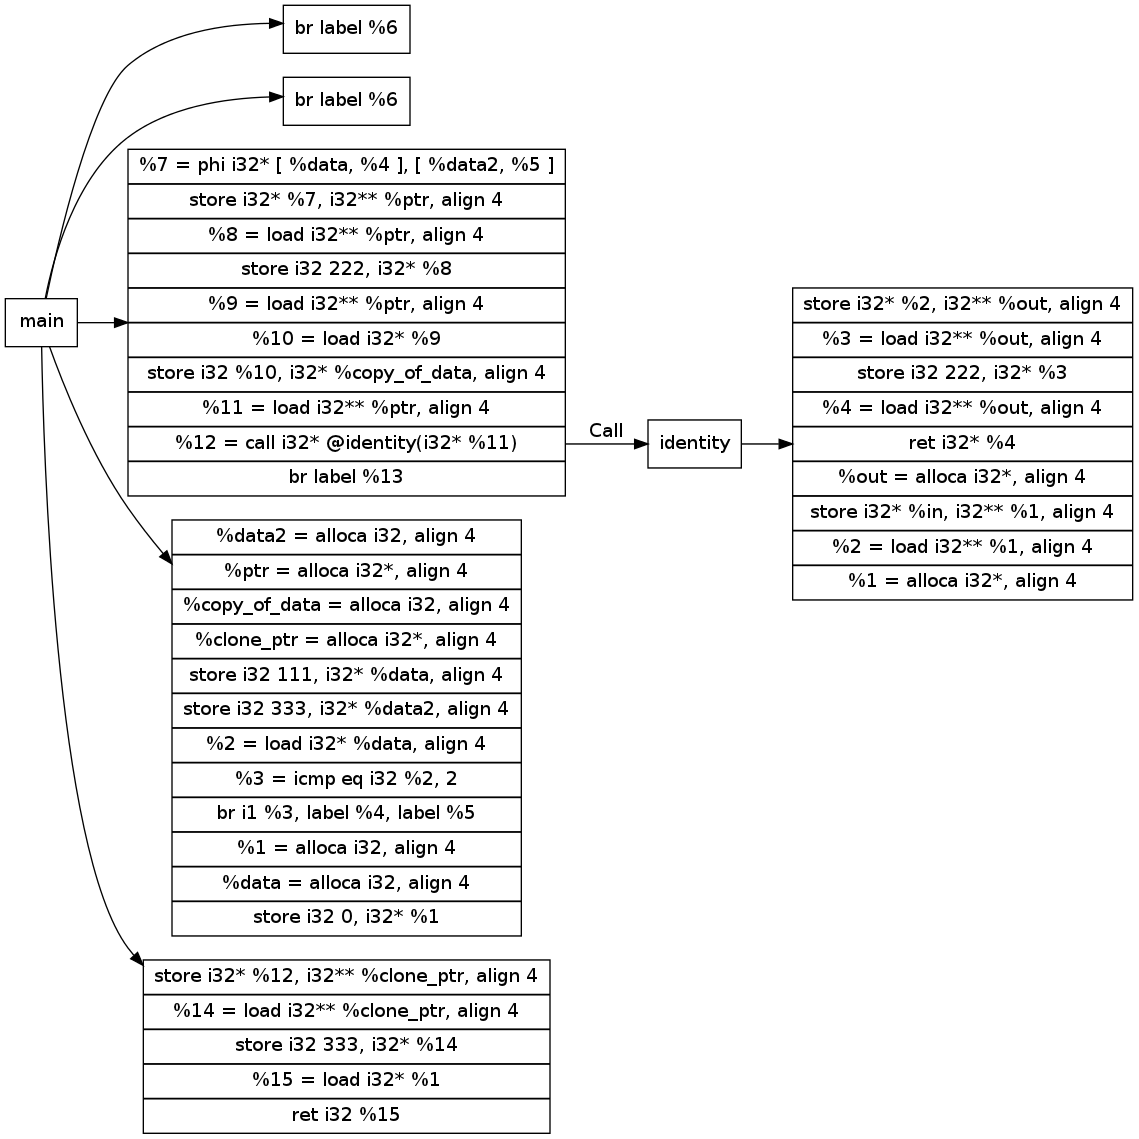 br label %6
br label %6
main
%7 = phi i32* [ %data, %4 ], [ %data2, %5 ]
store i32* %7, i32** %ptr, align 4
%8 = load i32** %ptr, align 4
store i32 222, i32* %8
%9 = load i32** %ptr, align 4
%10 = load i32* %9
store i32 %10, i32* %copy_of_data, align 4
%11 = load i32** %ptr, align 4
%12 = call i32* @identity(i32* %11)
br label %13
Call
identity
store i32* %2, i32** %out, align 4
%3 = load i32** %out, align 4
store i32 222, i32* %3
%4 = load i32** %out, align 4
ret i32* %4
%out = alloca i32*, align 4
store i32* %in, i32** %1, align 4
%2 = load i32** %1, align 4
%1 = alloca i32*, align 4
%data2 = alloca i32, align 4
%ptr = alloca i32*, align 4
%copy_of_data = alloca i32, align 4
%clone_ptr = alloca i32*, align 4
store i32 111, i32* %data, align 4
store i32 333, i32* %data2, align 4
%2 = load i32* %data, align 4
%3 = icmp eq i32 %2, 2
br i1 %3, label %4, label %5
%1 = alloca i32, align 4
%data = alloca i32, align 4
store i32 0, i32* %1
store i32* %12, i32** %clone_ptr, align 4
%14 = load i32** %clone_ptr, align 4
store i32 333, i32* %14
%15 = load i32* %1
ret i32 %15